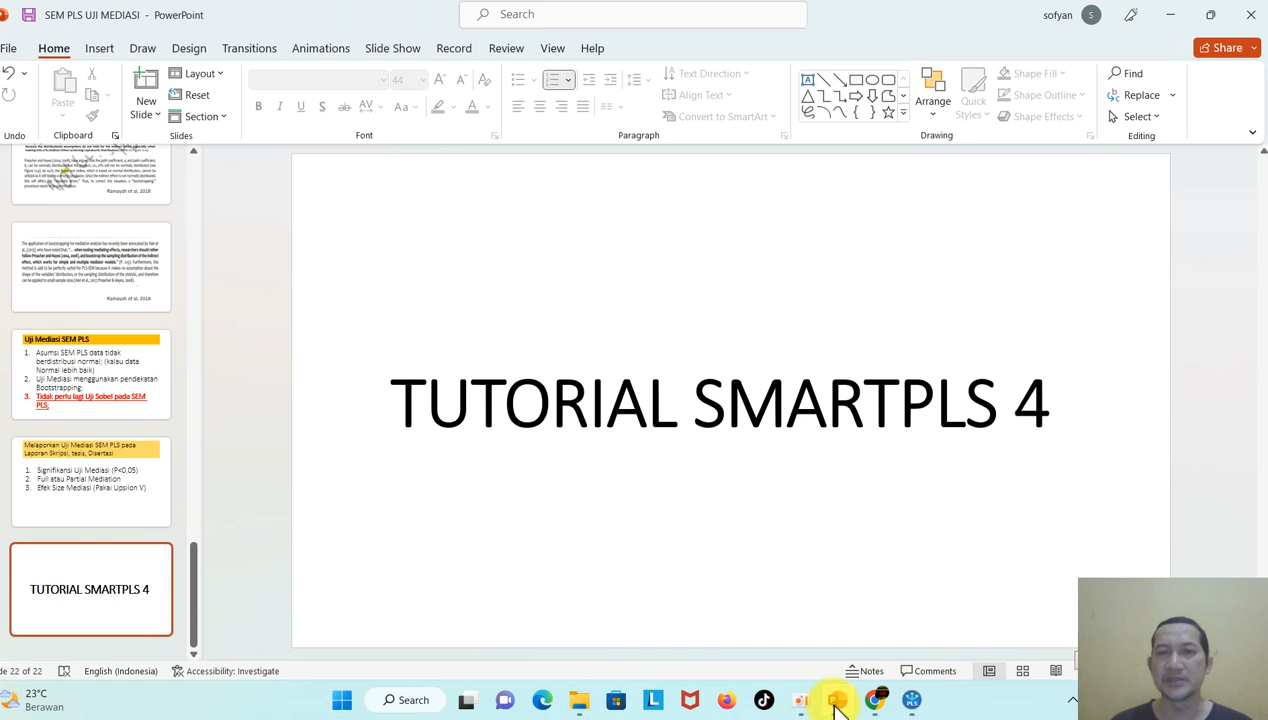 SEM PLS UJI MEDIASI - PowerPoint
Search
sofyan
S
File
Home
Insert
Draw
Design
Transitions
Animations
Slide Show
Record
Review
View
Help
Share
Undo
Paste
Clipboard
New
Slide
Layout
Reset
Section
Slides
44
Font
Text Direction
Align Text
Convert to SmartArt
Paragraph
Arrange
Quick
Styles
Shape Fill
Shape Outline
Shape Effects
Drawing
Find
Replace
Select
Editing
Ramayah et al, 2018
Ramayah et al, 2018
Uji Mediasi SEM PLS
1. Asumsi SEM PLS data tidak
berdistribusi normal; (kalau data
Normal lebih baik)
2. Uji Mediasi menggunakan pendekatan
Bootstrapping;
3. Tidak perlu lagi Uji Sobel pada SEM
PLS;
Melaporkan Uji Mediasi SEM PLS pada
Laporan Skripsi, tesis, Disertasi
1. Signifikansi Uji Mediasi (P<0,05)
2. Full atau Partial Mediation
3. Efek Size Mediasi (Pakai Upsilon V)
TUTORIAL SMARTPLS 4
TUTORIAL SMARTPLS 4
de 22 of 22
English (Indonesia)
Accessibility: Investigate
Notes
Comments
23°C
Berawan
Search
PLS